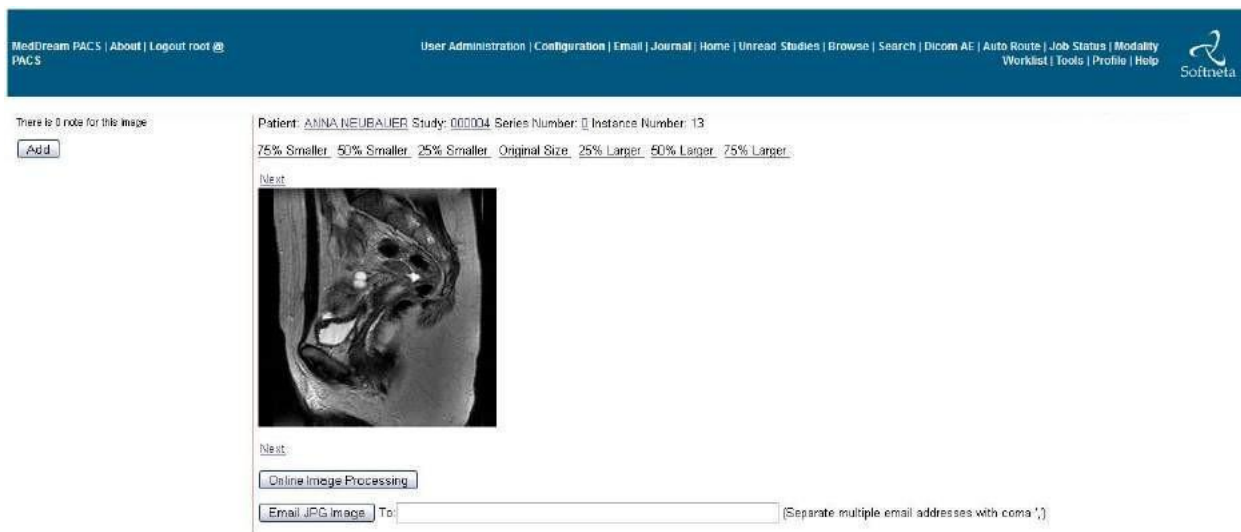 MedDream PACS | About | Logout root @
PACS
User Administration | Configuration | Email | Journal | Home | Unread Studies | Browse | Search | Dicom AE | Auto Route | Job Status | Modality
Worklist | Tools | Profile | Help
Softneta
There is 0 note for this image
Add
Patient: ANNA NEUBAUER Study: 000004 Series Number: 0 Instance Number: 13
75% Smaller 50% Smaller 25% Smaller Original Size 25% Larger 50% Larger 75% Larger
Next
Next
Online Image Processing
Email JPG Image To: (Separate multiple email addresses with coma ',')